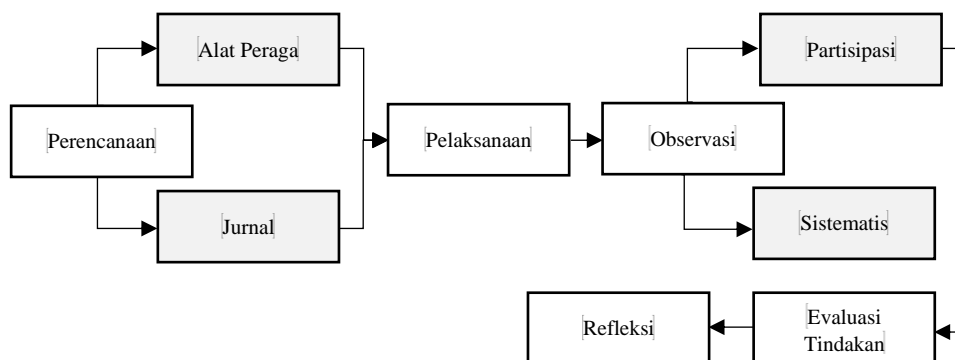 Alat Peraga
Partisipasi
Perencanaan
Pelaksanaan
Observasi
Jurnal
Sistematis
Refleksi
Evaluasi
Tindakan